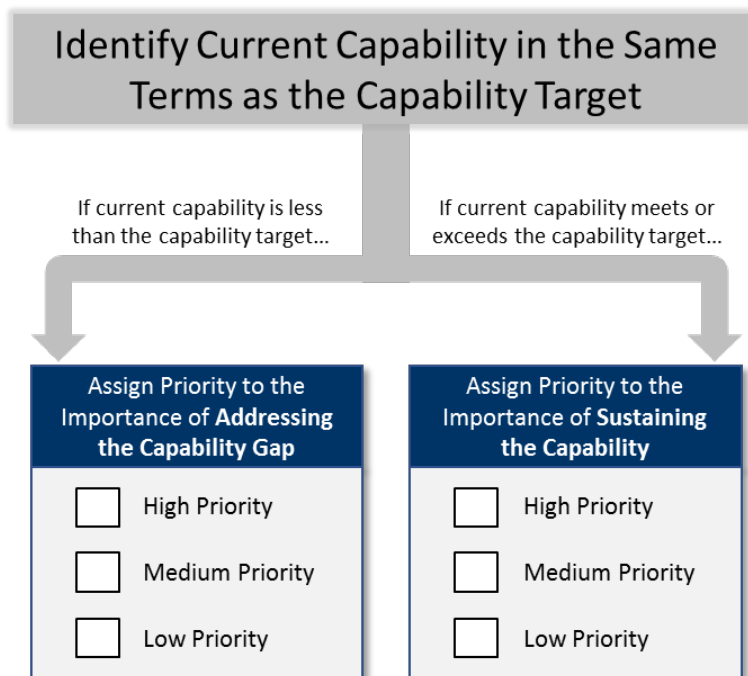 Identify Current Capability in the Same
Terms as the Capability Target
If current capability is less
than the capability target...
If current capability meets or
exceeds the capability target...
Assign Priority to the
Importance of Addressing
the Capability Gap
High Priority
Medium Priority
Low Priority
Assign Priority to the
Importance of Sustaining
the Capability
High Priority
Medium Priority
Low Priority